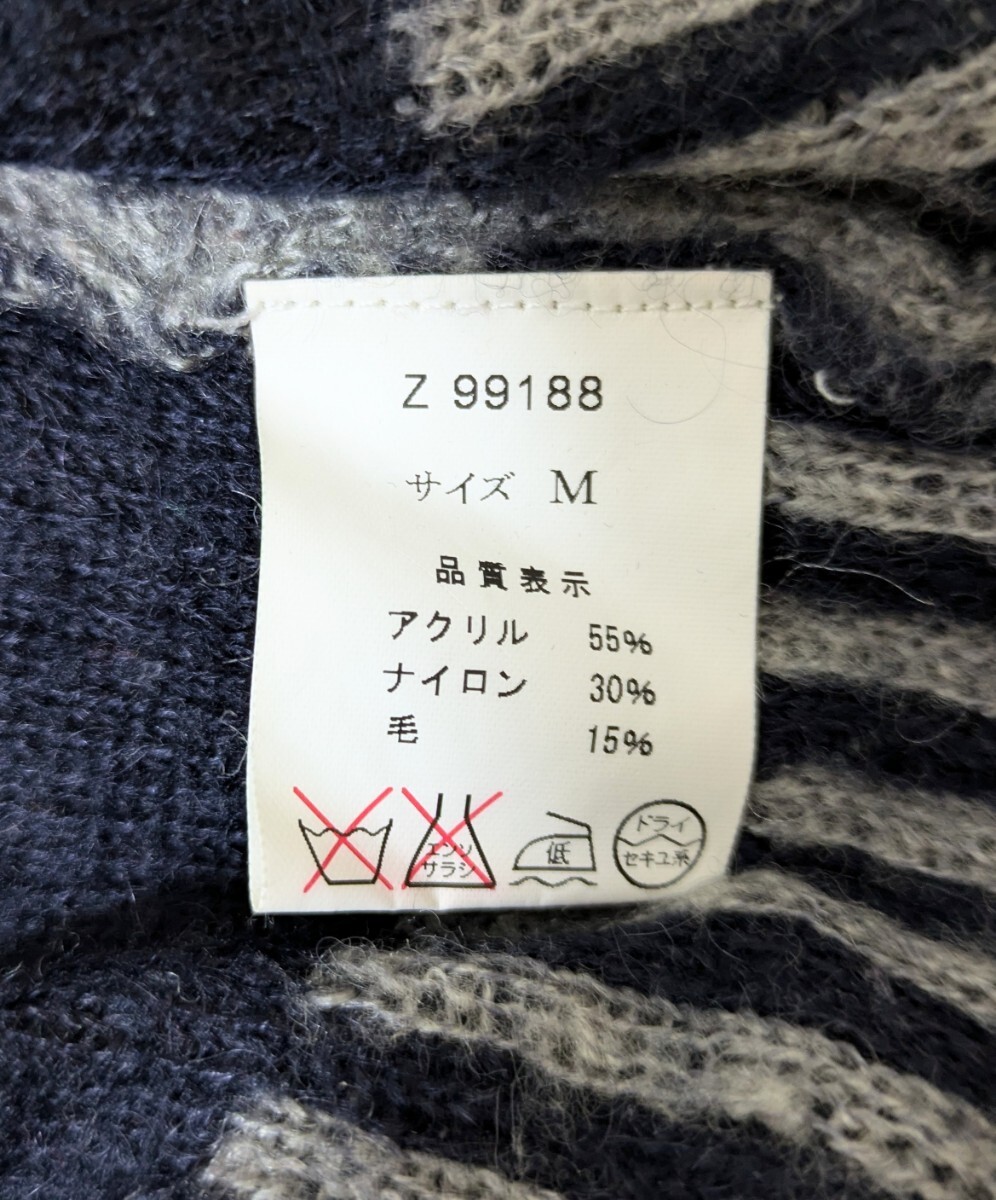 Z 99188
サイズ M
品質表示
アクリル 55%
ナイロン 30%
毛 15%
エンソ
サラシ
低
ドライ
セキユ系